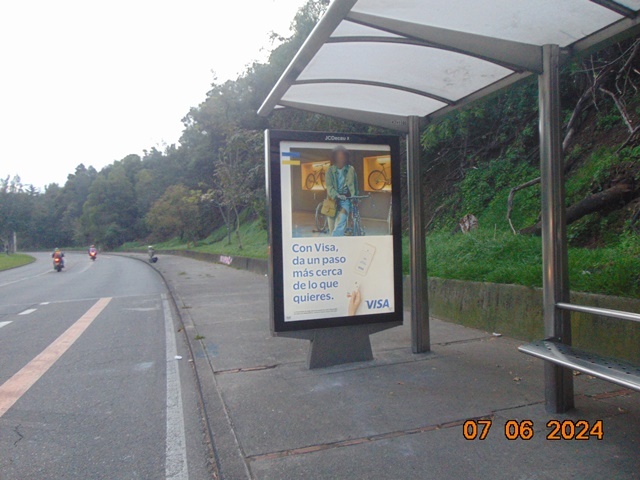 JCDecaux
Con Visa,
da un paso
más cerca
de lo que
quieres.
VISA
07 06 2024